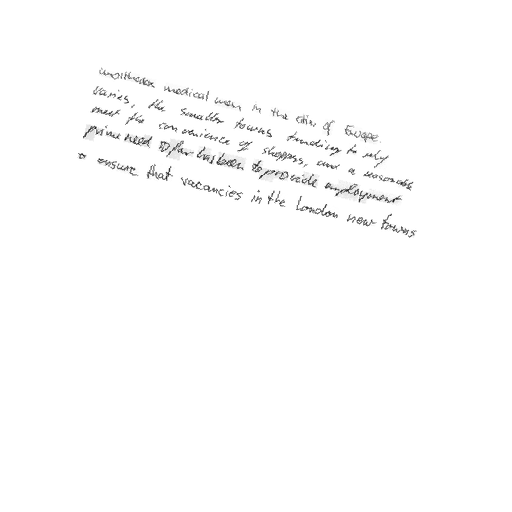 medical men in the cities of Europe.
varies, the smaller towns tending to rely
meet the convenience of shoppers, and a reasonable
prime need so far has been to provide employment
to ensure that vacancies in the London new towns